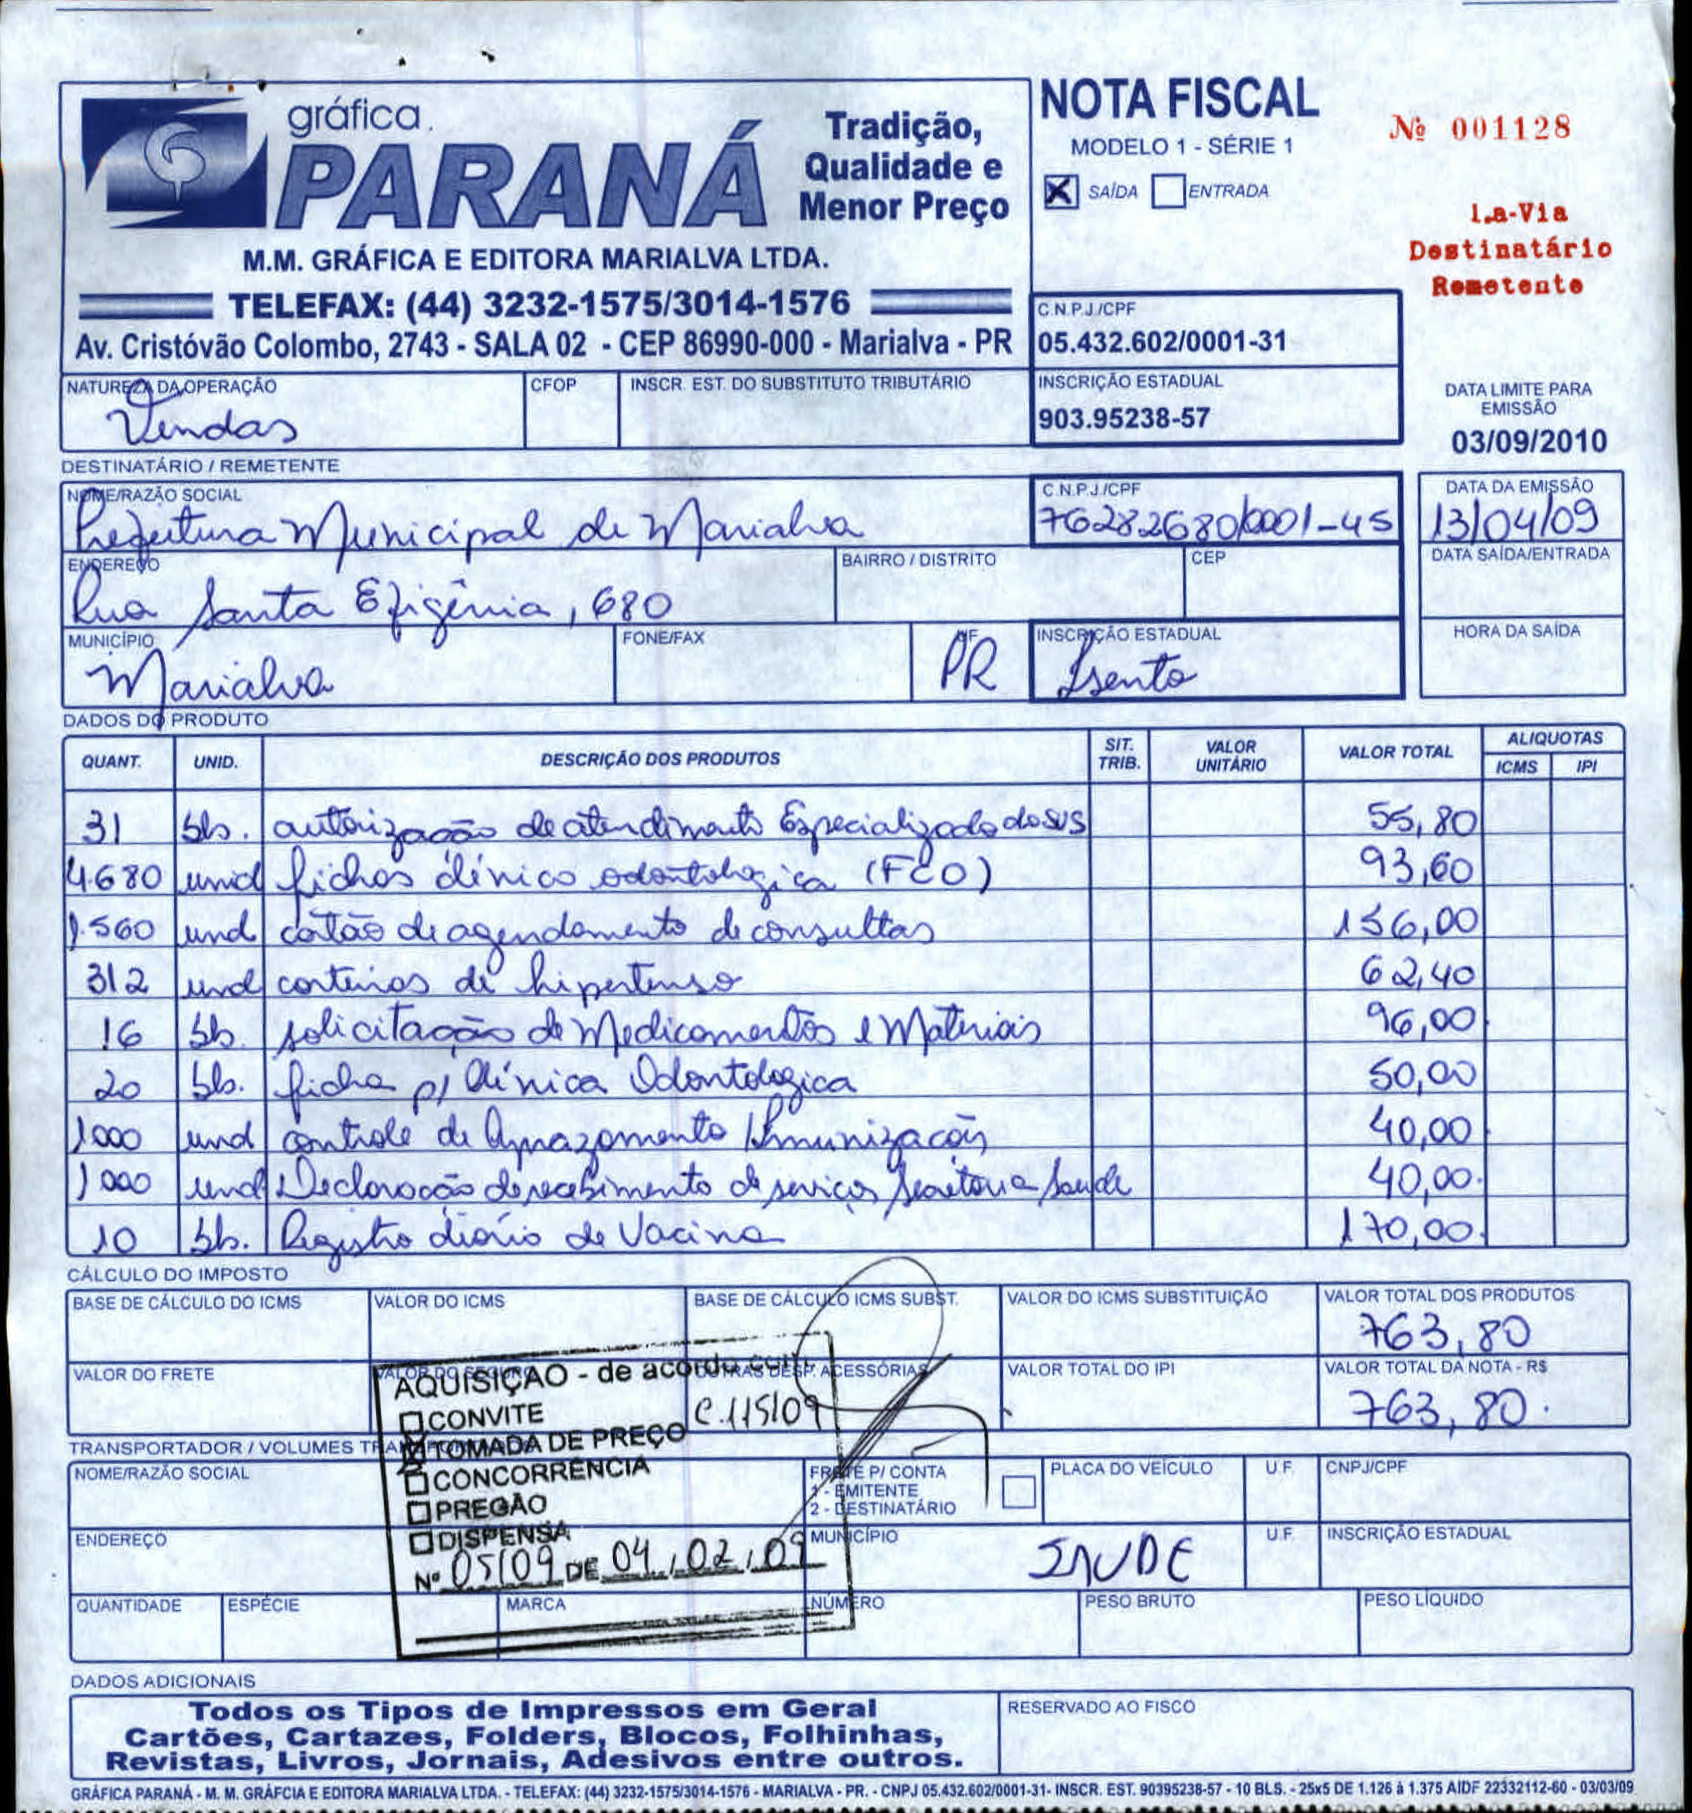 gráfica
PARANÁ
Tradição,
Qualidade e
Menor Preço
M.M. GRÁFICA E EDITORA MARIALVA LTDA.
TELEFAX: (44) 3232-1575/3014-1576
Av. Cristóvão Colombo, 2743 - SALA 02 - CEP 86990-000 - Marialva - PR
NOTA FISCAL
MODELO 1 - SÉRIE 1
X SAÍDA ENTRADA
Nº 001128
1.a-Via
Destinatário
Remetente
C.N.P.J./CPF
05.432.602/0001-31
NATUREZA DA OPERAÇÃO
Vendas
CFOP
INSCR. EST. DO SUBSTITUTO TRIBUTÁRIO
INSCRIÇÃO ESTADUAL
903.95238-57
DATA LIMITE PARA
EMISSÃO
03/09/2010
DESTINATÁRIO / REMETENTE
NOME/RAZÃO SOCIAL
Prefeitura Municipal de Marialva
C.N.P.J./CPF
76282680/0001-45
DATA DA EMISSÃO
13/04/09
ENDEREÇO
Rua Santa Efigênia, 680
BAIRRO / DISTRITO
CEP
DATA SAÍDA/ENTRADA
MUNICÍPIO
Marialva
FONE/FAX
UF
PR
INSCRIÇÃO ESTADUAL
Isento
HORA DA SAÍDA
DADOS DO PRODUTO
QUANT. UNID. DESCRIÇÃO DOS PRODUTOS SIT. TRIB. VALOR UNITÁRIO VALOR TOTAL ALIQUOTAS ICMS IPI
31 bls. autorização de atendimento Especializado do SUS 55,80
4.680 unid fichas clínico odontologica (FCO) 93,60
1.560 und cartão de agendamento de consultas 156,00
312 und carteiras de hipertenso 62,40
16 bls. solicitação de Medicamentos e Materiais 96,00
20 bls. ficha p/ Clínica Odontologica 50,00
1000 und controle de Imunização 40,00
1000 und Declaração de recebimento de serviços Secretaria Saude 40,00
10 bls. Registro diário de Vacina 170,00
CÁLCULO DO IMPOSTO
BASE DE CÁLCULO DO ICMS
VALOR DO ICMS
BASE DE CÁLCULO ICMS SUBST.
VALOR DO ICMS SUBSTITUIÇÃO
VALOR TOTAL DOS PRODUTOS
763,80
VALOR DO FRETE
VALOR DO SEGURO
OUTRAS DESP. ACESSÓRIAS
VALOR TOTAL DO IPI
VALOR TOTAL DA NOTA - R$
763,80.
AQUISIÇÃO - de acordo com
CONVITE C.115/09
TOMADA DE PREÇO
CONCORRÊNCIA
PREGÃO
DISPENSA
Nº 05/09 DE 04/02/09
TRANSPORTADOR / VOLUMES
NOME/RAZÃO SOCIAL
FRETE P/ CONTA
1 - EMITENTE
2 - DESTINATÁRIO
PLACA DO VEÍCULO
U.F.
CNPJ/CPF
ENDEREÇO
MUNICÍPIO
SAUDE
U.F.
INSCRIÇÃO ESTADUAL
QUANTIDADE
ESPÉCIE
MARCA
NÚMERO
PESO BRUTO
PESO LÍQUIDO
DADOS ADICIONAIS
Todos os Tipos de Impressos em Geral
Cartões, Cartazes, Folders, Blocos, Folhinhas,
Revistas, Livros, Jornais, Adesivos entre outros.
RESERVADO AO FISCO
GRÁFICA PARANÁ - M. M. GRÁFCIA E EDITORA MARIALVA LTDA. - TELEFAX: (44) 3232-1575/3014-1576 - MARIALVA - PR. - CNPJ 05.432.602/0001-31- INSCR. EST. 90395238-57 - 10 BLS. - 25x5 DE 1.126 à 1.375 AIDF 22332112-60 - 03/03/09